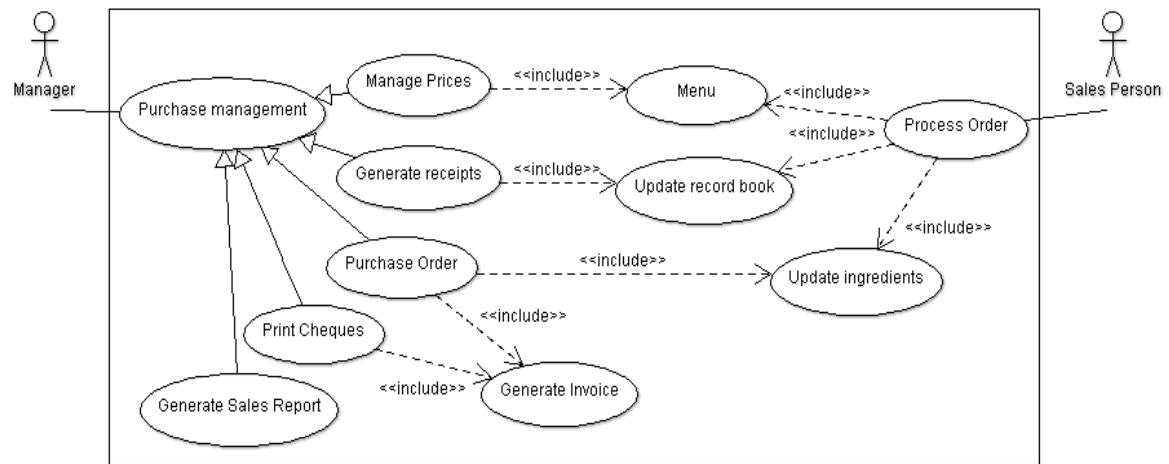 Manager
Sales Person
Manage Prices
<<include>>
Menu
<<include>>
Purchase management
Process Order
<<include>>
Generate receipts
<<include>>
Update record book
<<include>>
Purchase Order
<<include>>
Update ingredients
<<include>>
Print Cheques
<<include>>
Generate Invoice
Generate Sales Report